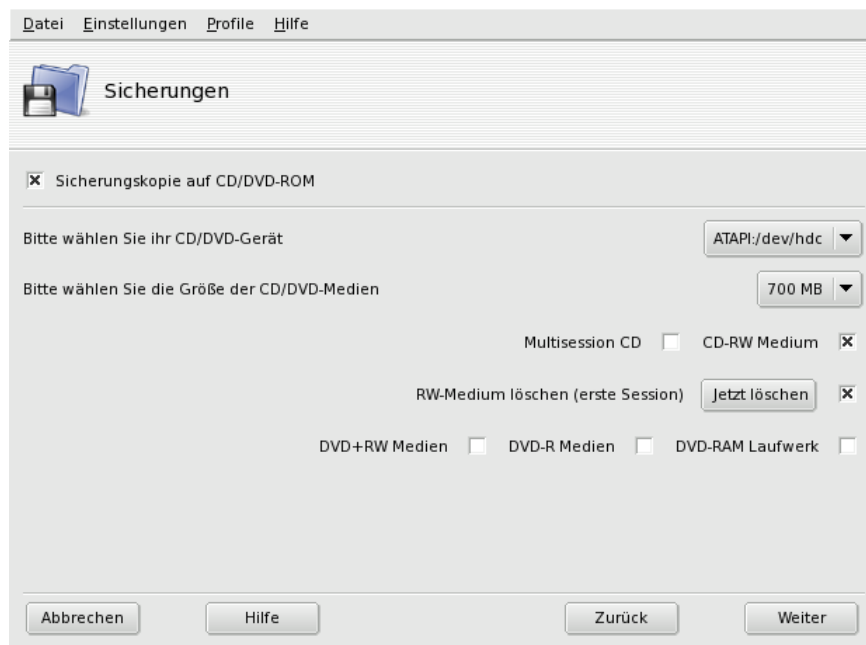 Datei Einstellungen Profile Hilfe
Sicherungen
Sicherungskopie auf CD/DVD-ROM
Bitte wählen Sie ihr CD/DVD-Gerät ATAPI:/dev/hdc
Bitte wählen Sie die Größe der CD/DVD-Medien 700 MB
Multisession CD CD-RW Medium
RW-Medium löschen (erste Session) Jetzt löschen
DVD+RW Medien DVD-R Medien DVD-RAM Laufwerk
Abbrechen Hilfe Zurück Weiter